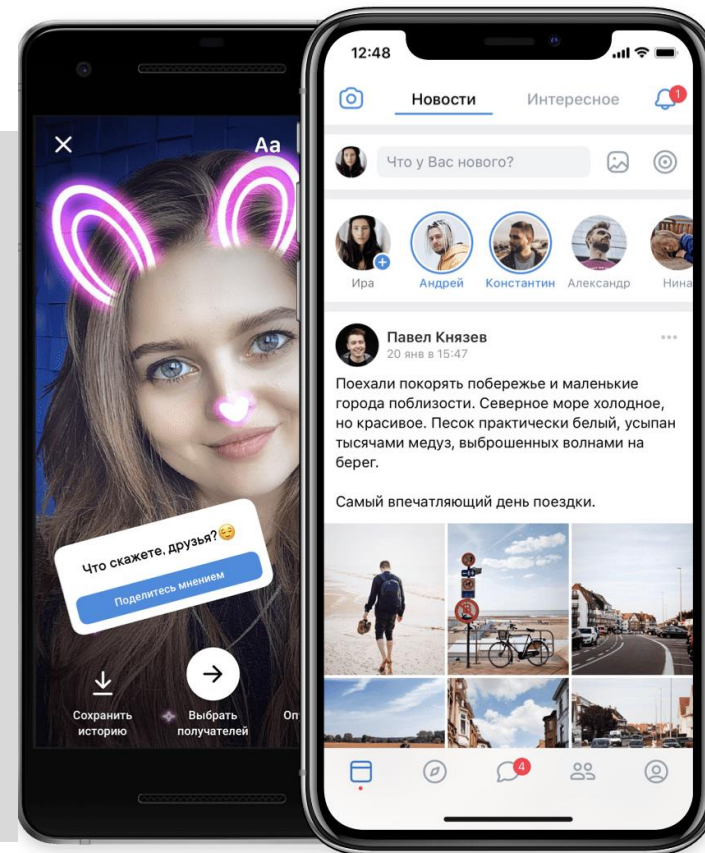 Aa
Что скажете, друзья?😌
Поделитесь мнением
Сохранить
историю
Выбрать
получателей
12:48
Новости
Интересное
1
Что у Вас нового?
Ира
Андрей
Константин
Александр
Нина
Павел Князев
20 янв в 15:47
Поехали покорять побережье и маленькие
города поблизости. Северное море холодное,
но красивое. Песок практически белый, усыпан
тысячами медуз, выброшенных волнами на
берег.
Самый впечатляющий день поездки.
4